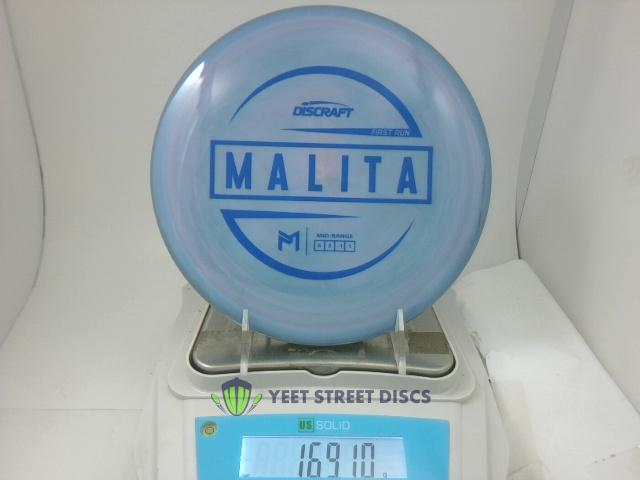 DISCRAFT
FIRST RUN
MALITA
M
MID-RANGE
YEET STREET DISCS
US SOLID
169.10 g